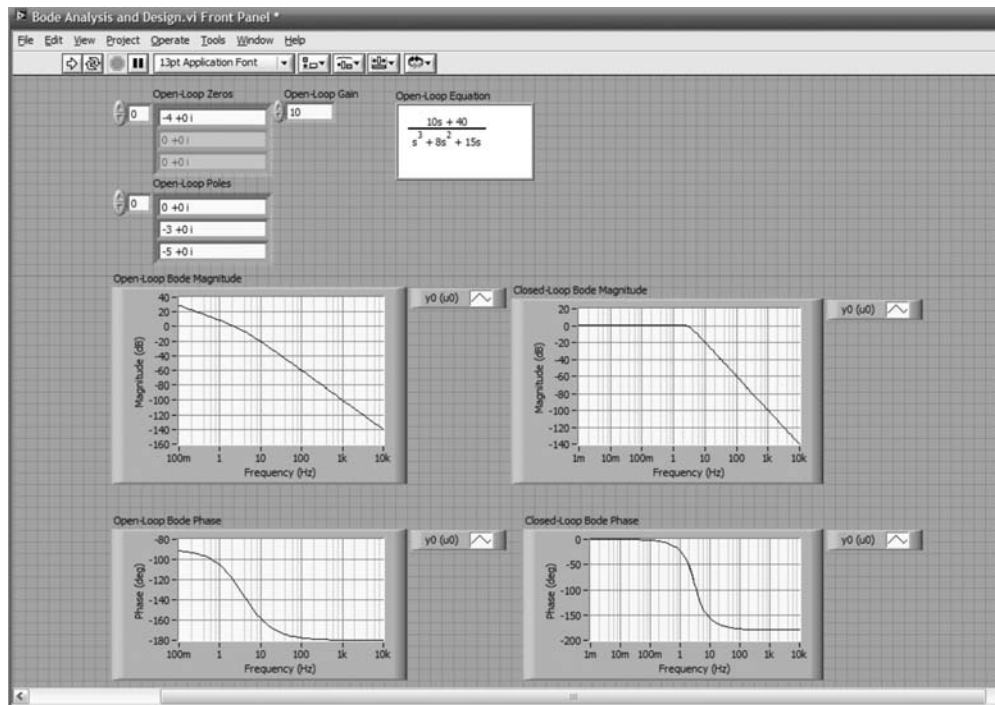 Bode Analysis and Design.vi Front Panel *
File Edit View Project Operate Tools Window Help
13pt Application Font
Open-Loop Zeros
0
-4 +0 i
0 +0 i
0 +0 i
Open-Loop Gain
10
Open-Loop Equation
10s + 40
s^3 + 8s^2 + 15s
Open-Loop Poles
0
0 +0 i
-3 +0 i
-5 +0 i
Open-Loop Bode Magnitude
y0 (u0)
Magnitude (dB)
40
20
0
-20
-40
-60
-80
-100
-120
-140
-160
100m 1 10 100 1k 10k
Frequency (Hz)
Closed-Loop Bode Magnitude
y0 (u0)
Magnitude (dB)
20
0
-20
-40
-60
-80
-100
-120
-140
1m 10m 100m 1 10 100 1k 10k
Frequency (Hz)
Open-Loop Bode Phase
y0 (u0)
Phase (deg)
-80
-100
-120
-140
-160
-180
100m 1 10 100 1k 10k
Frequency (Hz)
Closed-Loop Bode Phase
y0 (u0)
Phase (deg)
0
-50
-100
-150
-200
1m 10m 100m 1 10 100 1k 10k
Frequency (Hz)